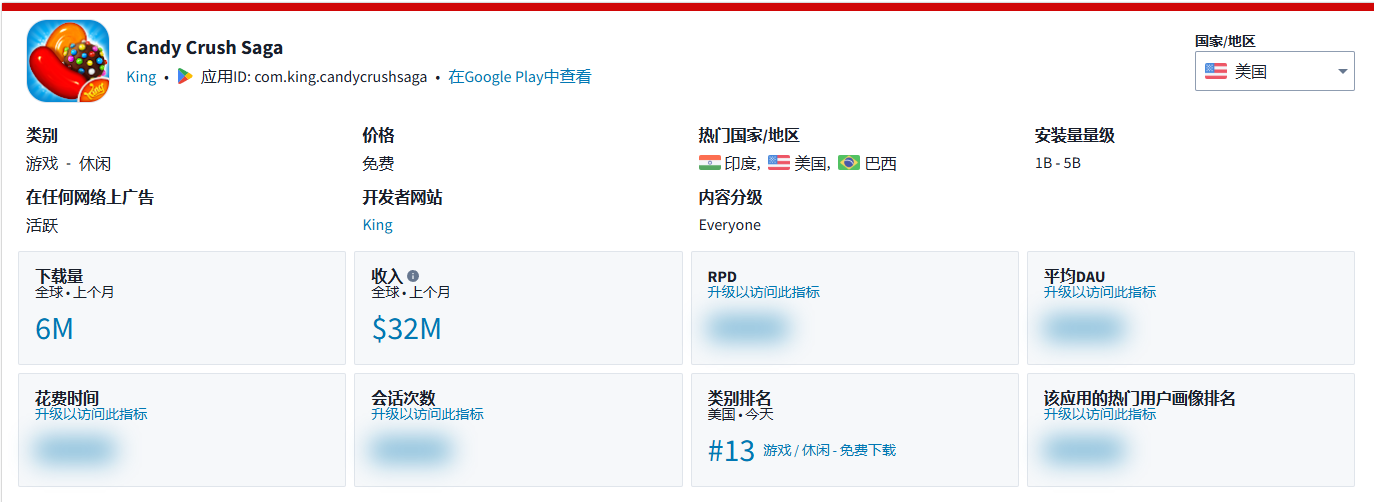 Candy Crush Saga
King • 应用ID: com.king.candycrushsaga • 在Google Play中查看
国家/地区
美国
类别
游戏 - 休闲
价格
免费
热门国家/地区
印度, 美国, 巴西
安装量量级
1B - 5B
在任何网络上广告
活跃
开发者网站
King
内容分级
Everyone
下载量
全球 • 上个月
6M
收入
全球 • 上个月
$32M
RPD
升级以访问此指标
平均DAU
升级以访问此指标
花费时间
升级以访问此指标
会话次数
升级以访问此指标
类别排名
美国 • 今天
#13 游戏 / 休闲 - 免费下载
该应用的热门用户画像排名
升级以访问此指标
King